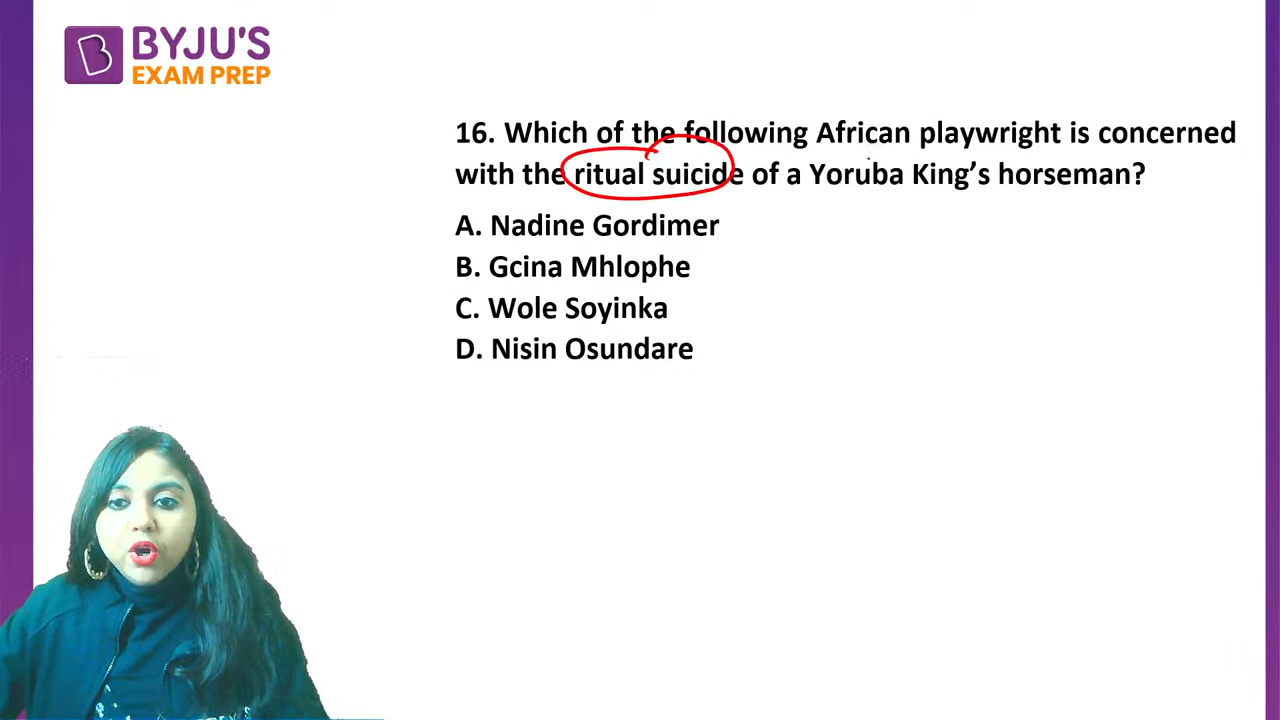 BYJU'S
EXAM PREP
16. Which of the following African playwright is concerned
with the ritual suicide of a Yoruba King's horseman?
A. Nadine Gordimer
B. Gcina Mhlophe
C. Wole Soyinka
D. Nisin Osundare